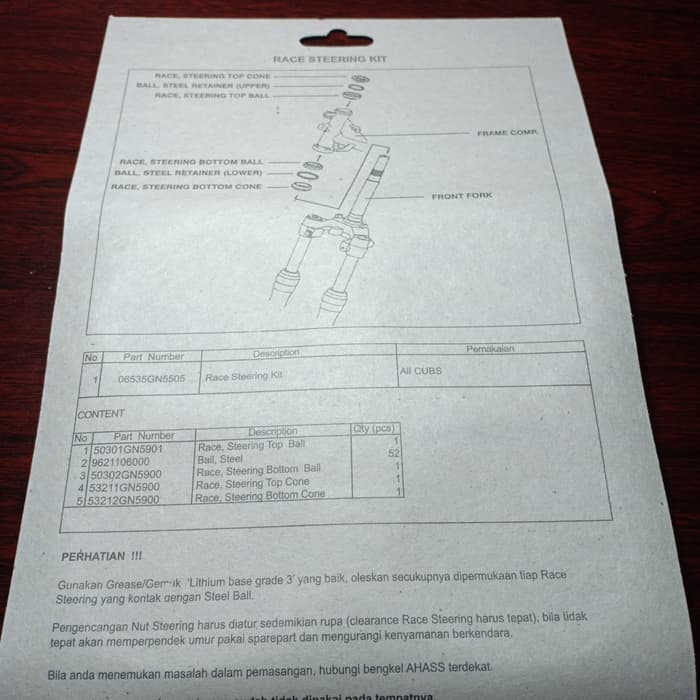 RACE STEERING KIT
RACE, STEERING TOP CONE
BALL, STEEL RETAINER (UPPER)
RACE, STEERING TOP BALL
FRAME COMP.
RACE, STEERING BOTTOM BALL
BALL, STEEL RETAINER (LOWER)
RACE, STEERING BOTTOM CONE
FRONT FORK
No Part Number Description Pemakaian
1 06535GN5505 Race Steering Kit All CUBS
CONTENT
No Part Number Description Qty (pcs)
1 50301GN5901 Race, Steering Top Ball 1
2 9621106000 Ball, Steel 52
3 50302GN5900 Race, Steering Bottom Ball 1
4 53211GN5900 Race, Steering Top Cone 1
5 53212GN5900 Race, Steering Bottom Cone 1
PERHATIAN !!!
Gunakan Grease/Gemuk 'Lithium base grade 3' yang baik, oleskan secukupnya dipermukaan tiap Race
Steering yang kontak dengan Steel Ball.
Pengencangan Nut Steering harus diatur sedemikian rupa (clearance Race Steering harus tepat), bila tidak
tepat akan memperpendek umur pakai sparepart dan mengurangi kenyamanan berkendara.
Bila anda menemukan masalah dalam pemasangan, hubungi bengkel AHASS terdekat.
tidak dipakai pada tempatnya